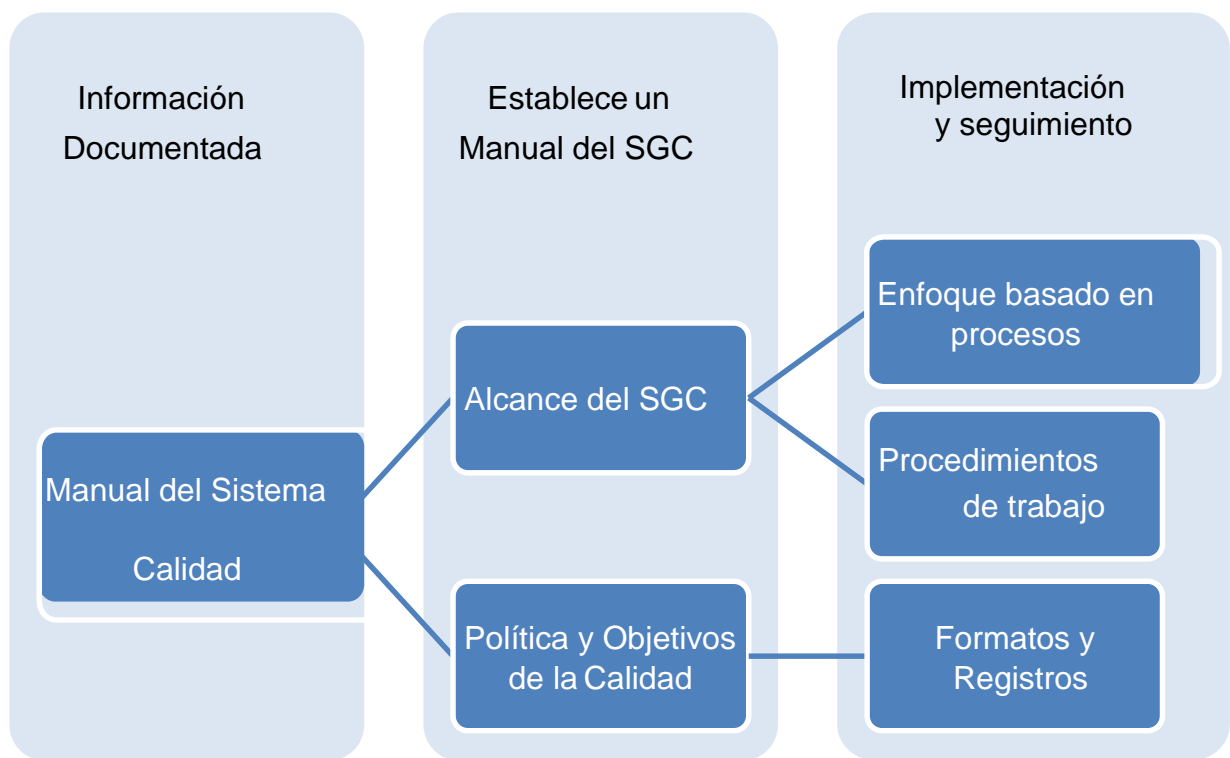 Información
Documentada
Establece un
Manual del SGC
Implementación
y seguimiento
Manual del Sistema
Calidad
Alcance del SGC
Política y Objetivos
de la Calidad
Enfoque basado en
procesos
Procedimientos
de trabajo
Formatos y
Registros